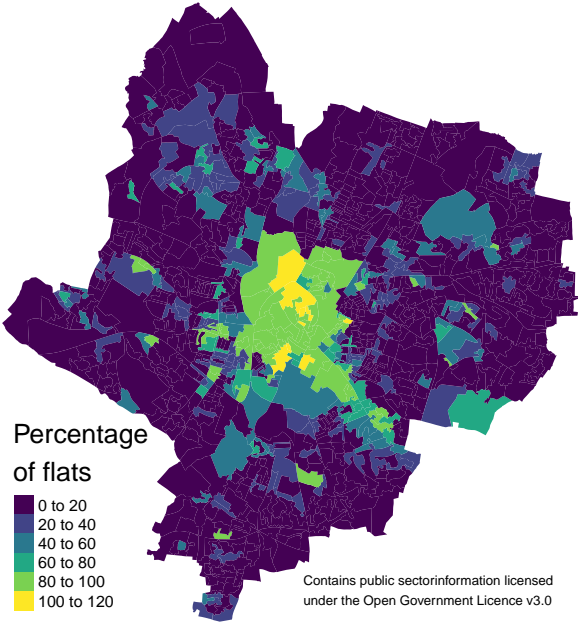 Percentage
of flats
0 to 20
20 to 40
40 to 60
60 to 80
80 to 100
100 to 120
Contains public sectorinformation licensed
under the Open Government Licence v3.0